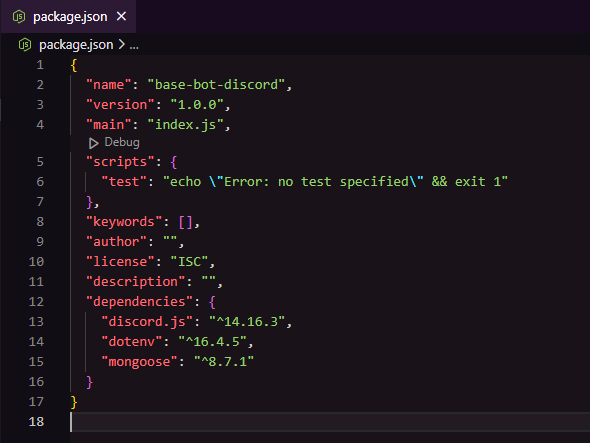 package.json
package.json > ...
1 {
2   "name": "base-bot-discord",
3   "version": "1.0.0",
4   "main": "index.js",
Debug
5   "scripts": {
6     "test": "echo \"Error: no test specified\" && exit 1"
7   },
8   "keywords": [],
9   "author": "",
10   "license": "ISC",
11   "description": "",
12   "dependencies": {
13     "discord.js": "^14.16.3",
14     "dotenv": "^16.4.5",
15     "mongoose": "^8.7.1"
16   }
17 }
18